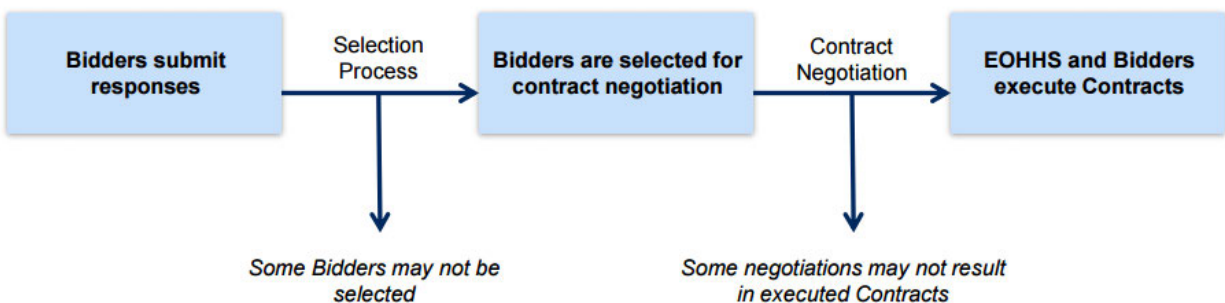 Bidders submit
responses
Selection
Process
Bidders are selected for
contract negotiation
Contract
Negotiation
EOHHS and Bidders
execute Contracts
Some Bidders may not be
selected
Some negotiations may not result
in executed Contracts